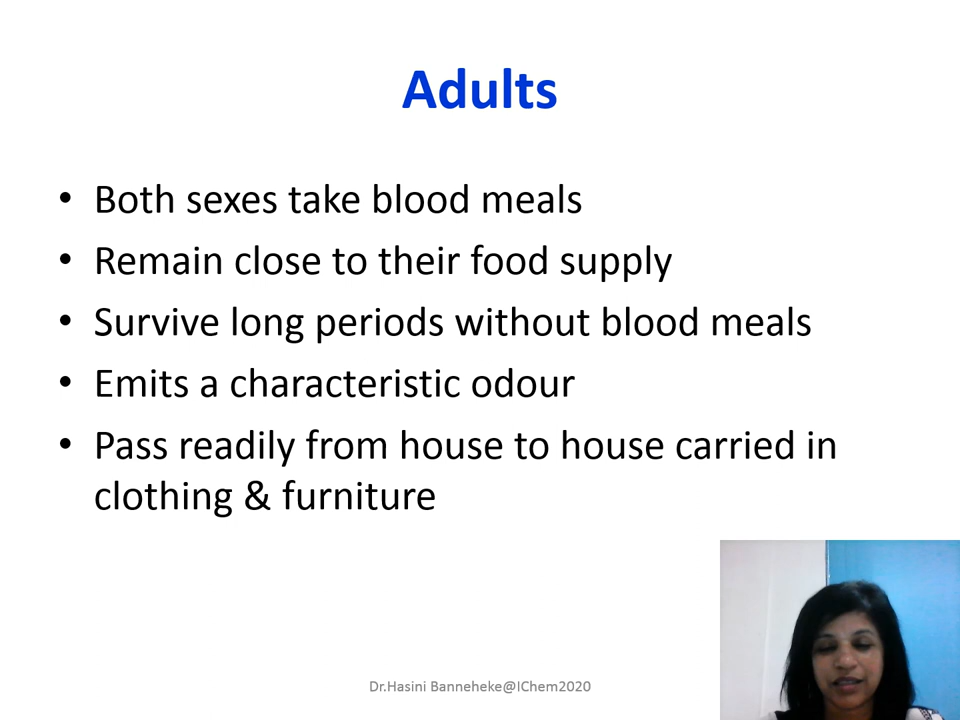 Adults
• Both sexes take blood meals
• Remain close to their food supply
• Survive long periods without blood meals
• Emits a characteristic odour
• Pass readily from house to house carried in
clothing & furniture
Dr.Hasini Banneheke@IChem2020